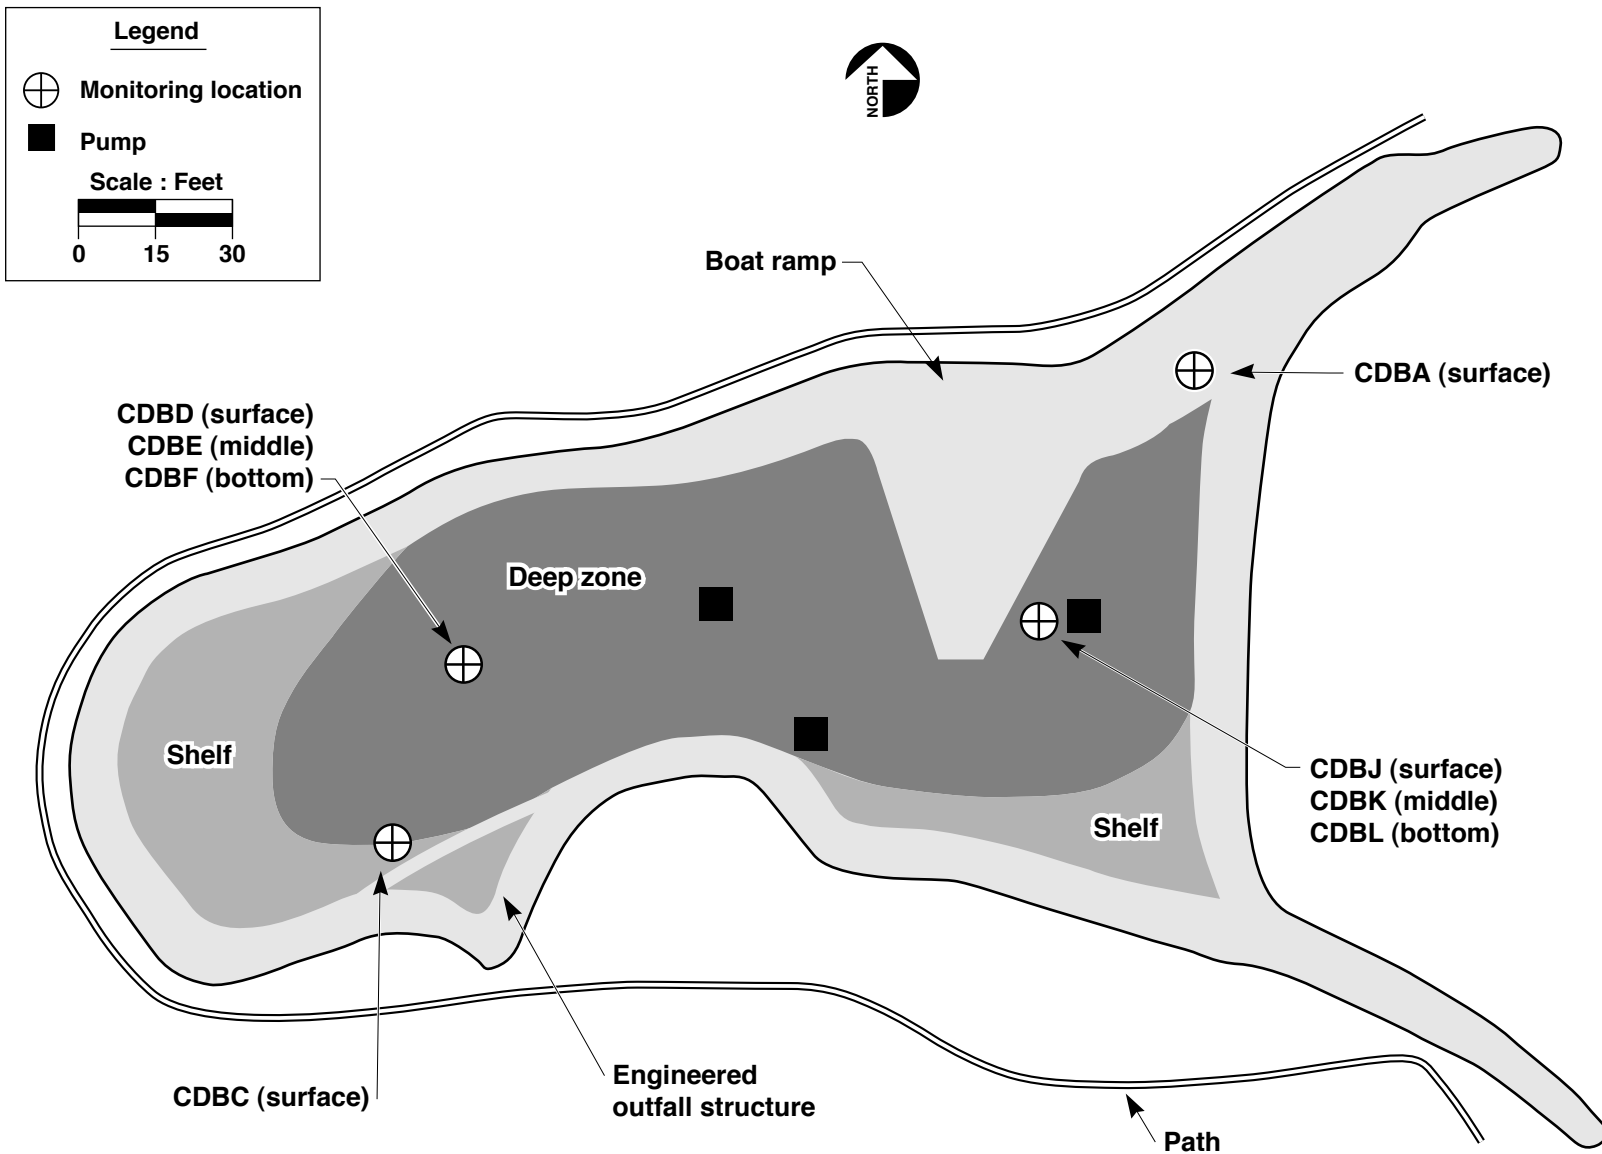 Legend
Monitoring location
Pump
Scale : Feet
0 15 30
NORTH
Boat ramp
CDBA (surface)
CDBD (surface)
CDBE (middle)
CDBF (bottom)
Deep zone
Shelf
CDBJ (surface)
CDBK (middle)
CDBL (bottom)
Shelf
CDBC (surface)
Engineered
outfall structure
Path